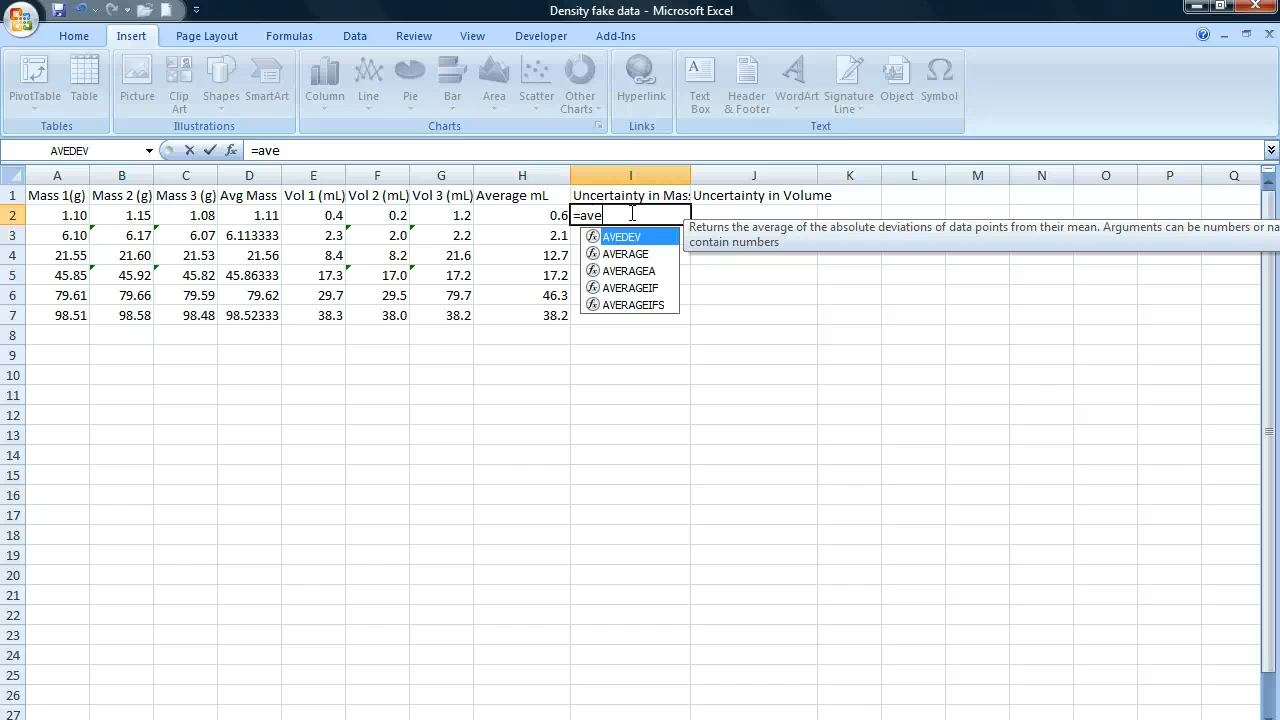 Density fake data - Microsoft Excel
Home Insert Page Layout Formulas Data Review View Developer Add-Ins
PivotTable Table Picture Clip Art Shapes SmartArt Column Line Pie Bar Area Scatter Other Charts Hyperlink Text Box Header & Footer WordArt Signature Line Object Symbol
Tables Illustrations Charts Links Text
AVEDEV fx =ave
A B C D E F G H I J K L M N O P Q
1 Mass 1(g) Mass 2 (g) Mass 3 (g) Avg Mass Vol 1 (mL) Vol 2 (mL) Vol 3 (mL) Average mL Uncertainty in Mas Uncertainty in Volume
2 1.10 1.15 1.08 1.11 0.4 0.2 1.2 0.6 =ave
Returns the average of the absolute deviations of data points from their mean. Arguments can be numbers or na
contain numbers
3 6.10 6.17 6.07 6.113333 2.3 2.0 2.2 2.1 AVEDEV
4 21.55 21.60 21.53 21.56 8.4 8.2 21.6 12.7 AVERAGE
5 45.85 45.92 45.82 45.86333 17.3 17.0 17.2 17.2 AVERAGEA
6 79.61 79.66 79.59 79.62 29.7 29.5 79.7 46.3 AVERAGEIF
7 98.51 98.58 98.48 98.52333 38.3 38.0 38.2 38.2 AVERAGEIFS
8
9
10
11
12
13
14
15
16
17
18
19
20
21
22
23
24
25
26
27